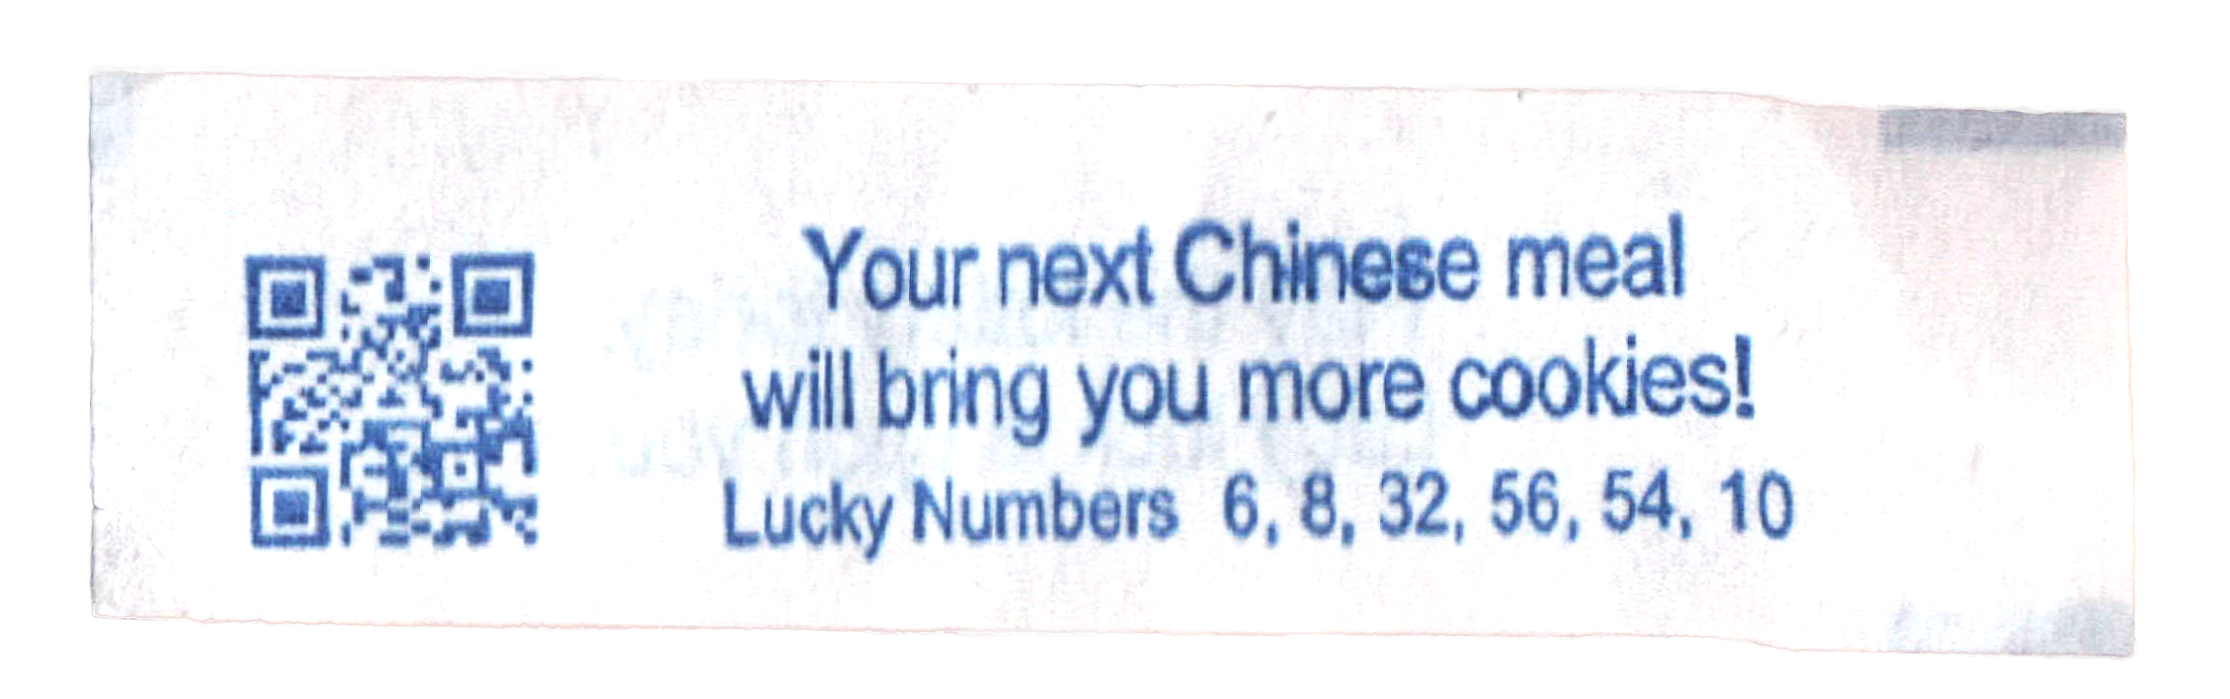 Your next Chinese meal
will bring you more cookies!
Lucky Numbers 6, 8, 32, 56, 54, 10